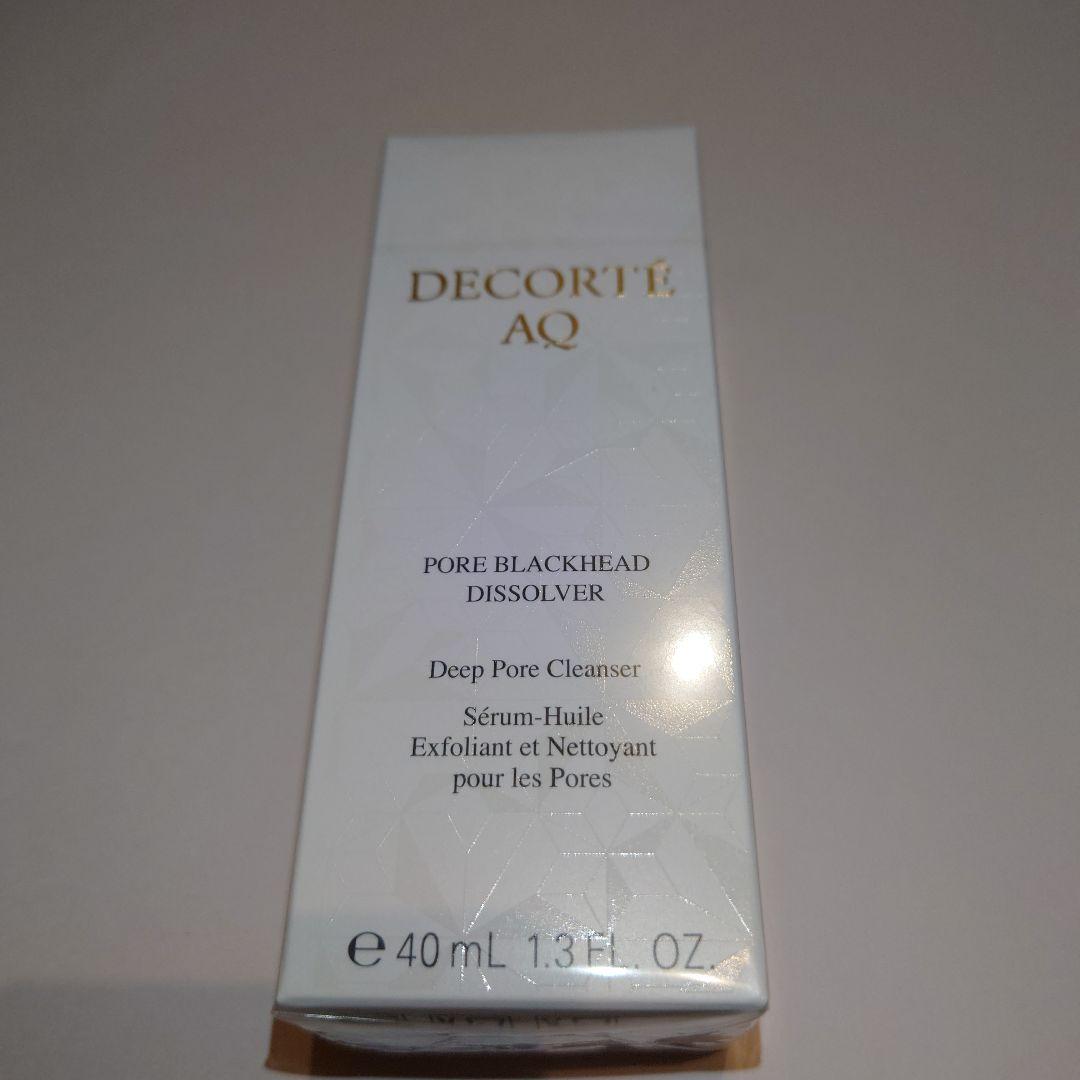 DECORTÉ
AQ
PORE BLACKHEAD
DISSOLVER
Deep Pore Cleanser
Sérum-Huile
Exfoliant et Nettoyant
pour les Pores
℮ 40 mL 1.3 FL. OZ.